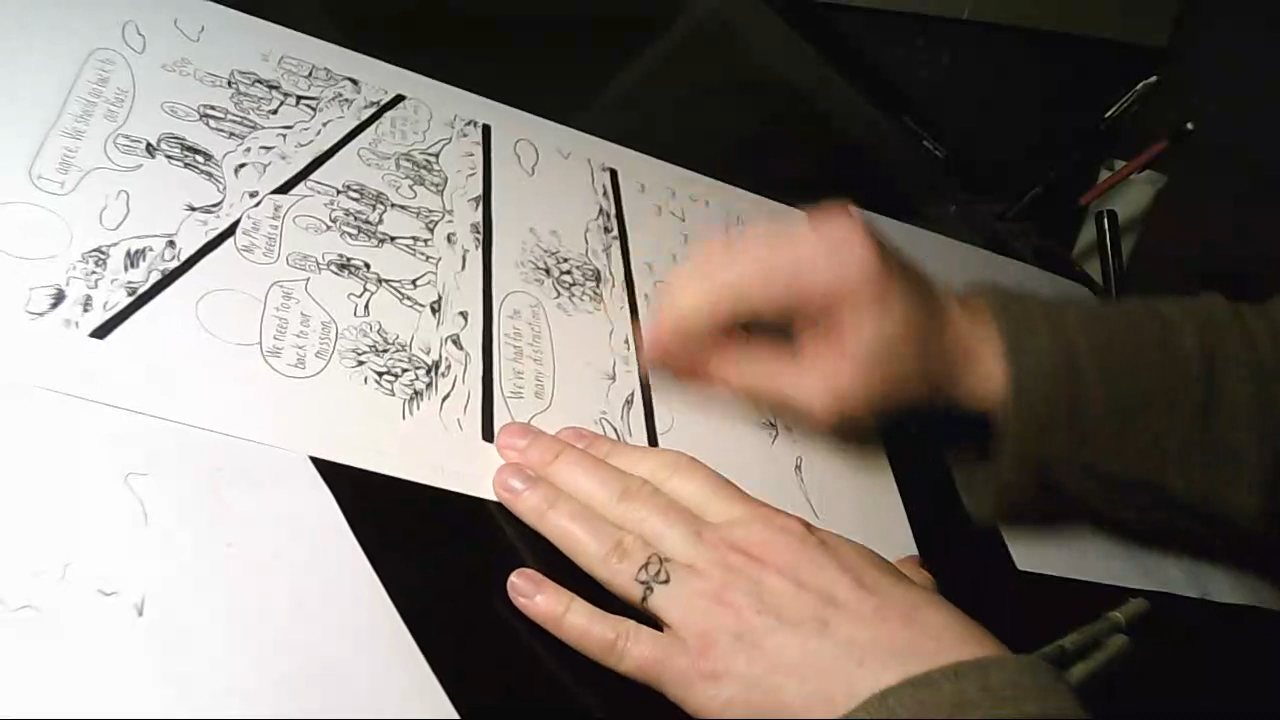 I agree. We should go back to
our base
My Plant
needs a home!
We need to get
back to our
mission
We've had far too
many distractions